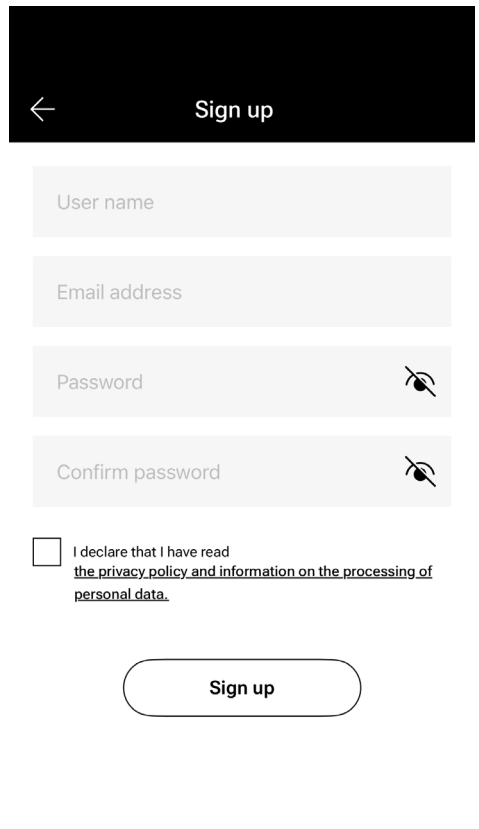 Sign up
User name
Email address
Password
Confirm password
I declare that I have read
the privacy policy and information on the processing of
personal data.
Sign up